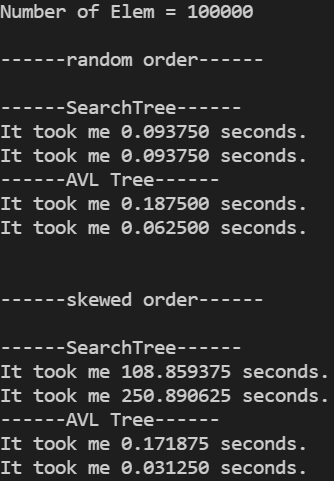 Number of Elem = 100000
------random order------
------SearchTree------
It took me 0.093750 seconds.
It took me 0.093750 seconds.
------AVL Tree------
It took me 0.187500 seconds.
It took me 0.062500 seconds.
------skewed order------
------SearchTree------
It took me 108.859375 seconds.
It took me 250.890625 seconds.
------AVL Tree------
It took me 0.171875 seconds.
It took me 0.031250 seconds.